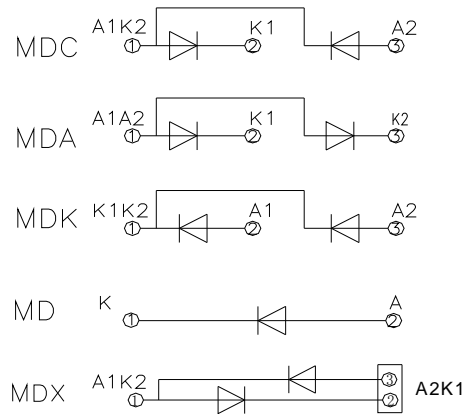 A1K2 K1 A2
MDC 1 2 3
A1A2 K1 K2
MDA 1 2 3
K1K2 A1 A2
MDK 1 2 3
K A
MD 1 2
A1K2 3 A2K1
MDX 1 2